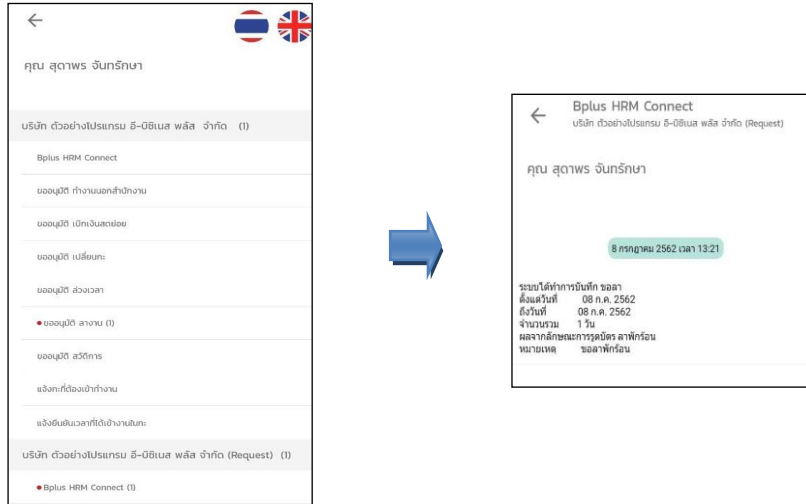 คุณ สุดาพร จันทรักษา
บริษัท ตัวอย่างโปรแกรม อี-บิซิเนส พลัส จำกัด (1)
Bplus HRM Connect
ขออนุมัติ ทำงานนอกสำนักงาน
ขออนุมัติ เบิกเงินสดย่อย
ขออนุมัติ เปลี่ยนกะ
ขออนุมัติ ล่วงเวลา
ขออนุมัติ ลางาน (1)
ขออนุมัติ สวัสดิการ
แจ้งกะที่ต้องเข้าทำงาน
แจ้งยืนยันเวลาที่ได้เข้างานในกะ
บริษัท ตัวอย่างโปรแกรม อี-บิซิเนส พลัส จำกัด (Request) (1)
Bplus HRM Connect (1)
Bplus HRM Connect
บริษัท ตัวอย่างโปรแกรม อี-บิซิเนส พลัส จำกัด (Request)
คุณ สุดาพร จันทรักษา
8 กรกฎาคม 2562 เวลา 13:21
ระบบได้ทำการบันทึก ขอลา
ตั้งแต่วันที่ 08 ก.ค. 2562
ถึงวันที่ 08 ก.ค. 2562
จำนวนรวม 1 วัน
ผลจากลักษณะการรูดบัตร ลาพักร้อน
หมายเหตุ ขอลาพักร้อน